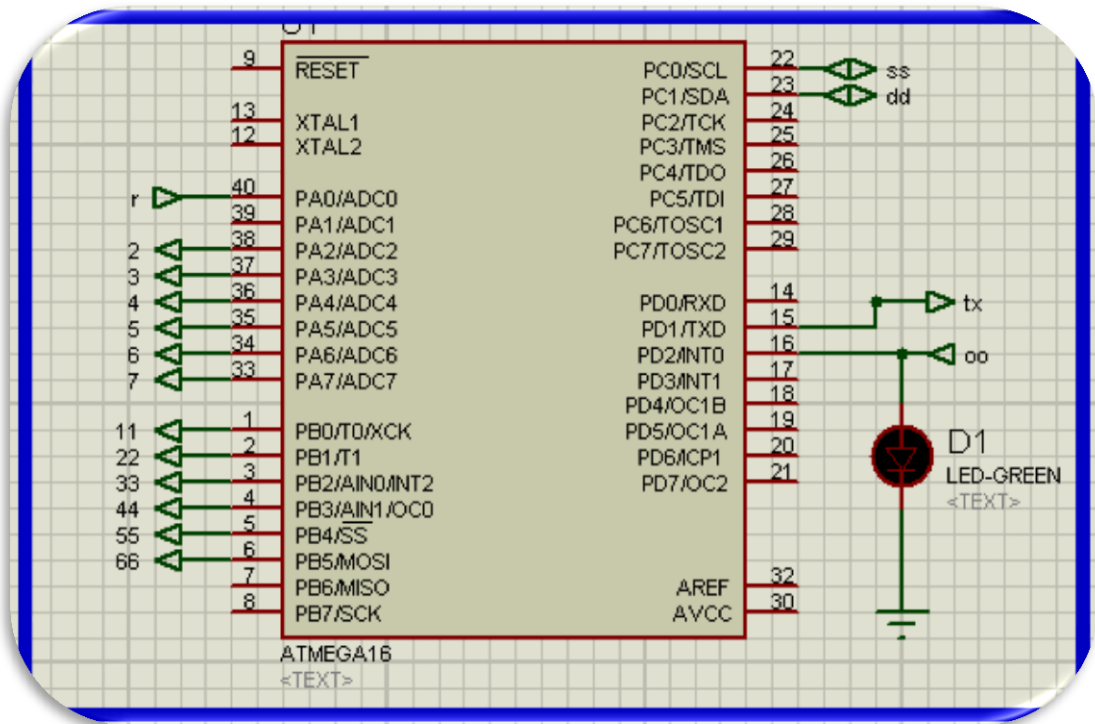 U1
9
RESET
13
XTAL1
12
XTAL2
r
40
PA0/ADC0
39
PA1/ADC1
2
38
PA2/ADC2
3
37
PA3/ADC3
4
36
PA4/ADC4
5
35
PA5/ADC5
6
34
PA6/ADC6
7
33
PA7/ADC7
11
1
PB0/T0/XCK
22
2
PB1/T1
33
3
PB2/AIN0/INT2
44
4
PB3/AIN1/OC0
55
5
PB4/SS
66
6
PB5/MOSI
7
PB6/MISO
8
PB7/SCK
PC0/SCL
22
ss
PC1/SDA
23
dd
PC2/TCK
24
PC3/TMS
25
PC4/TDO
26
PC5/TDI
27
PC6/TOSC1
28
PC7/TOSC2
29
PD0/RXD
14
tx
PD1/TXD
15
PD2/INT0
16
oo
PD3/INT1
17
PD4/OC1B
18
PD5/OC1A
19
PD6/ICP1
20
PD7/OC2
21
AREF
32
AVCC
30
D1
LED-GREEN
<TEXT>
ATMEGA16
<TEXT>